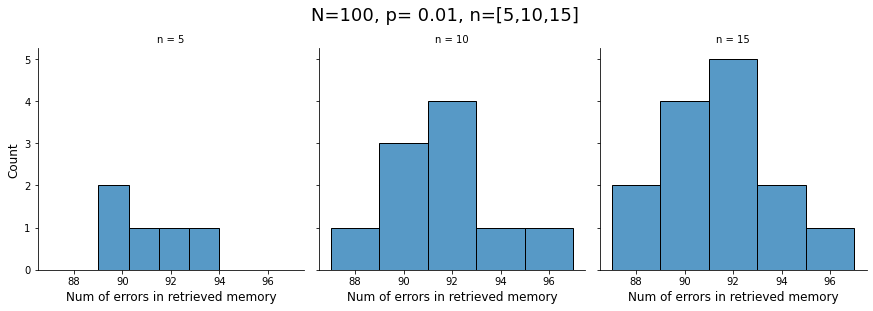 N=100, p= 0.01, n=[5,10,15]
n = 5
n = 10
n = 15
Count
5
4
3
2
1
0
88 90 92 94 96
88 90 92 94 96
88 90 92 94 96
Num of errors in retrieved memory
Num of errors in retrieved memory
Num of errors in retrieved memory